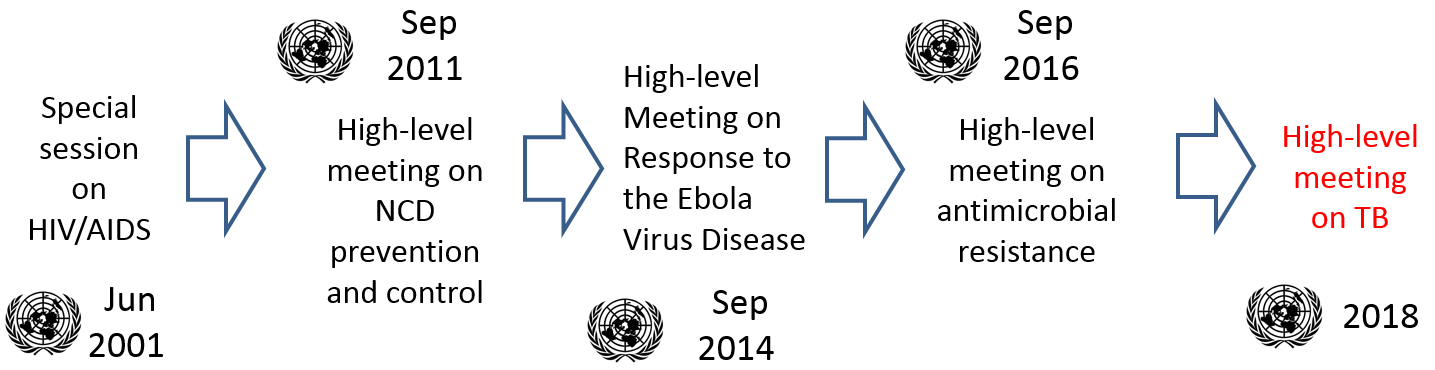 Special
session
on
HIV/AIDS
Jun
2001
Sep
2011
High-level
meeting on
NCD
prevention
and control
High-level
Meeting on
Response to
the Ebola
Virus Disease
Sep
2014
Sep
2016
High-level
meeting on
antimicrobial
resistance
High-level
meeting
on TB
2018